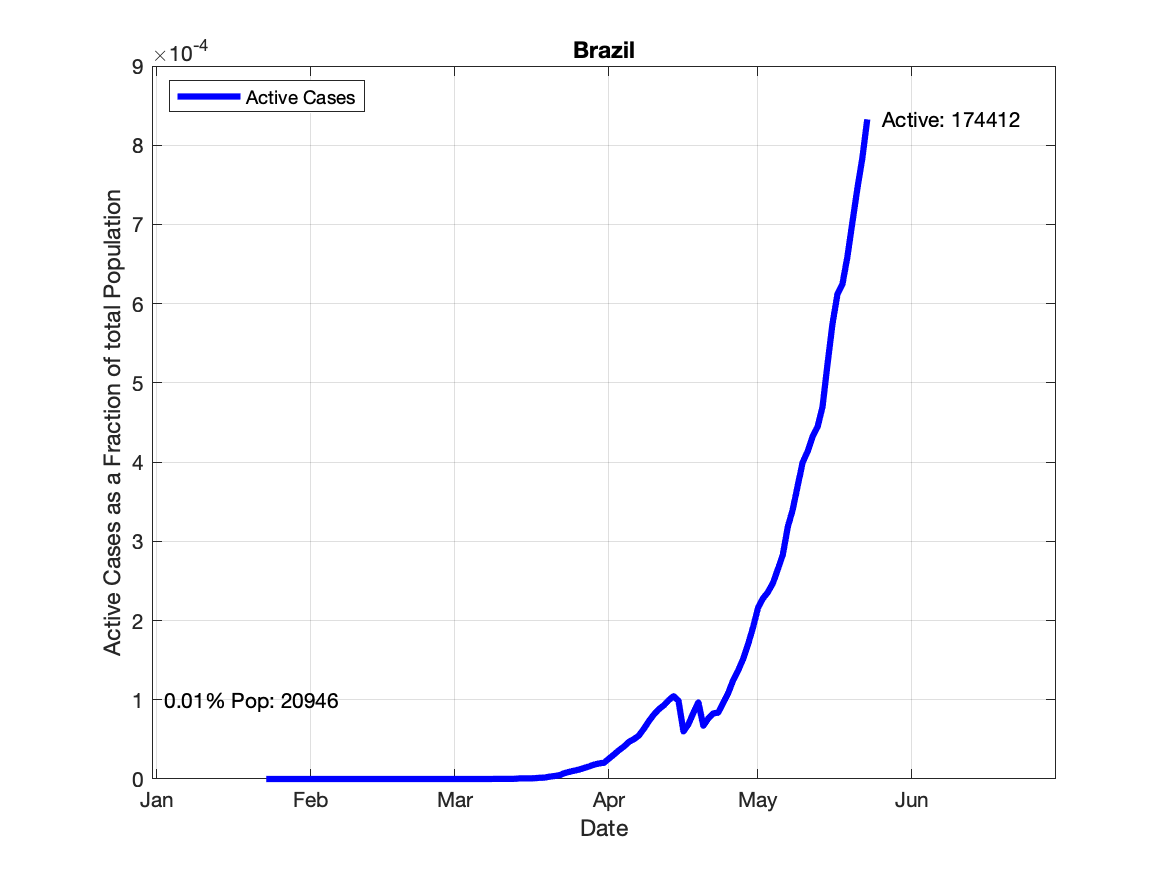 Brazil
×10-4
9
8
7
6
5
4
3
2
1
0
Active Cases
Active: 174412
0.01% Pop: 20946
Active Cases as a Fraction of total Population
Jan Feb Mar Apr May Jun
Date